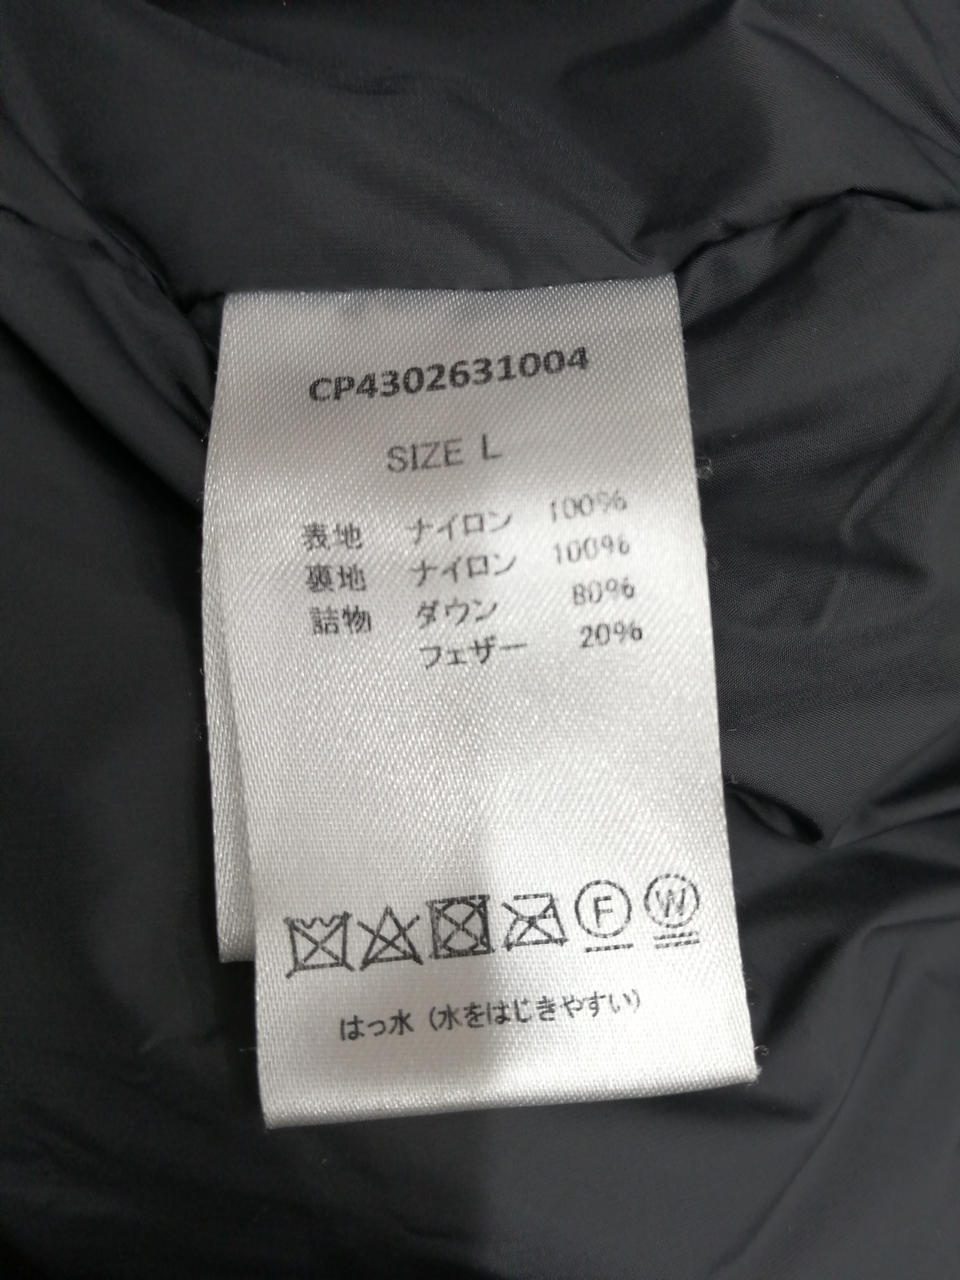 CP4302631004
SIZE L
表地 ナイロン 100%
裏地 ナイロン 100%
詰物 ダウン 80%
フェザー 20%
F W
はっ水 (水をはじきやすい)